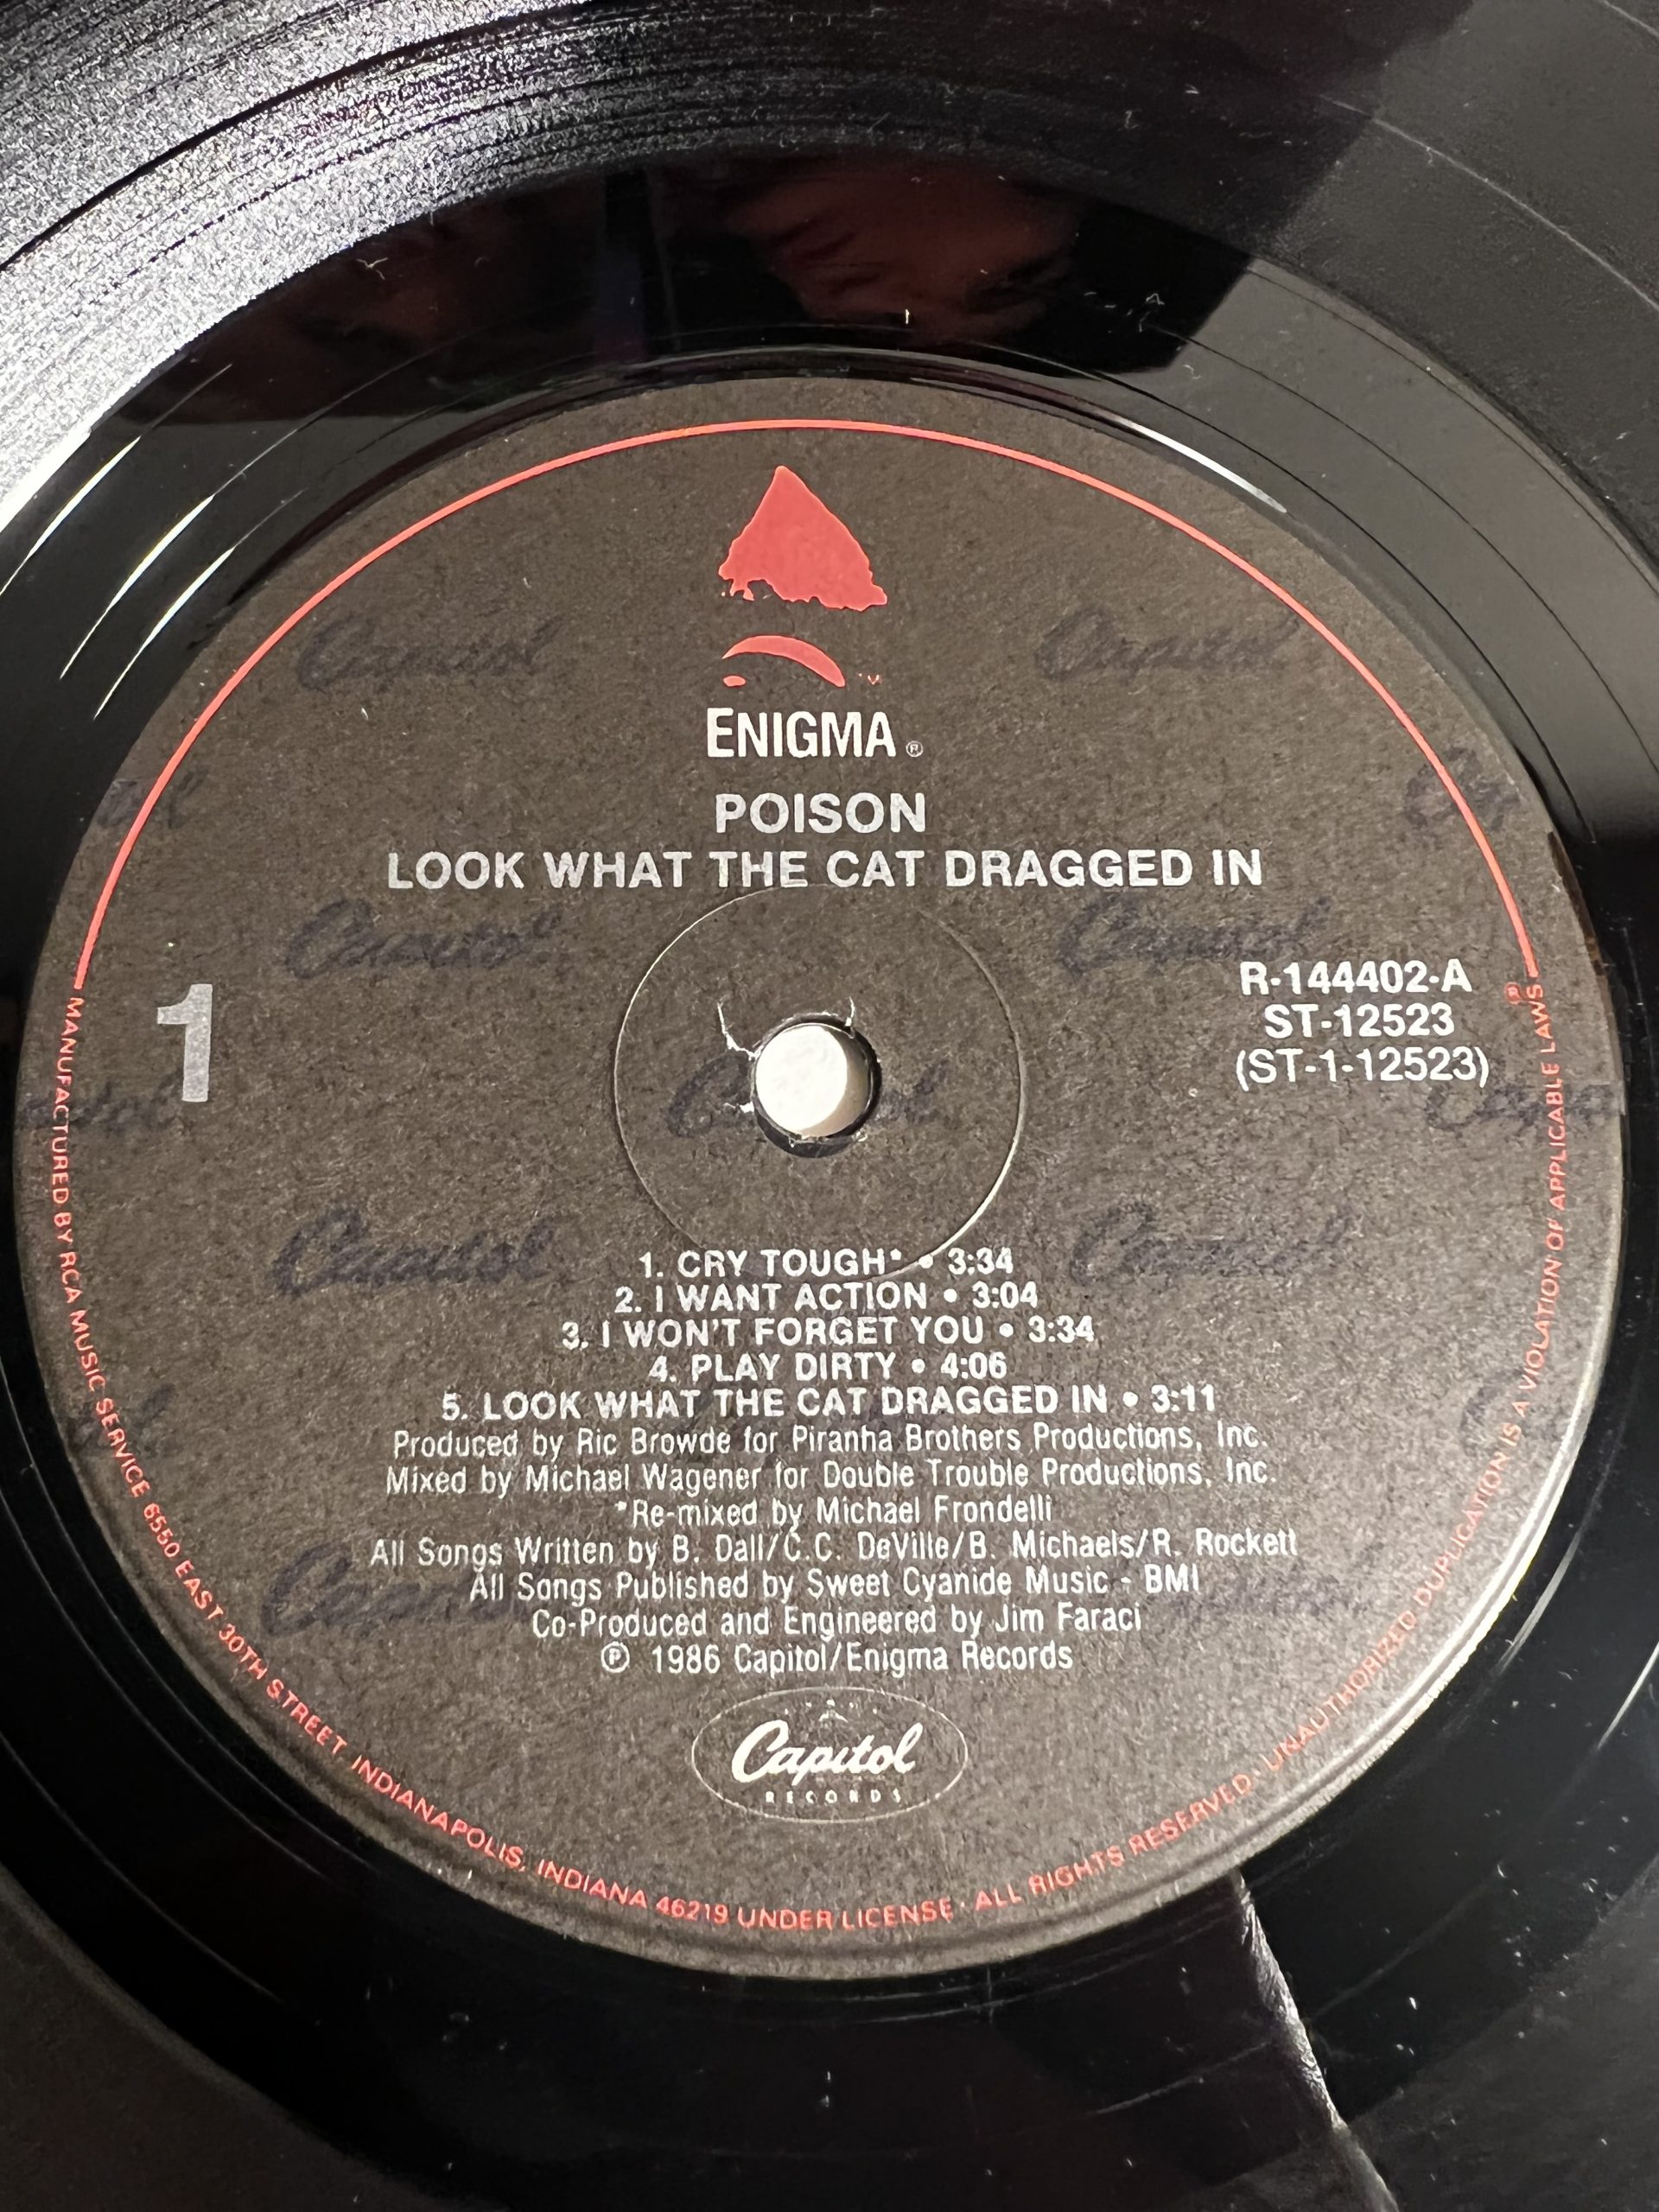 ENIGMA®
POISON
LOOK WHAT THE CAT DRAGGED IN
1
R-144402-A
ST-12523
(ST-1-12523)
1. CRY TOUGH* • 3:34
2. I WANT ACTION • 3:04
3. I WON'T FORGET YOU • 3:34
4. PLAY DIRTY • 4:06
5. LOOK WHAT THE CAT DRAGGED IN • 3:11
Produced by Ric Browde for Piranha Brothers Productions, Inc.
Mixed by Michael Wagener for Double Trouble Productions, Inc.
*Re-mixed by Michael Frondelli
All Songs Written by B. Dall/C.C. DeVille/B. Michaels/R. Rockett
All Songs Published by Sweet Cyanide Music - BMI
Co-Produced and Engineered by Jim Faraci
℗ 1986 Capitol/Enigma Records
Capitol
RECORDS
MANUFACTURED BY RCA MUSIC SERVICE 6550 EAST 30TH STREET INDIANAPOLIS, INDIANA 46219 UNDER LICENSE · ALL RIGHTS RESERVED · UNAUTHORIZED DUPLICATION IS A VIOLATION OF APPLICABLE LAWS